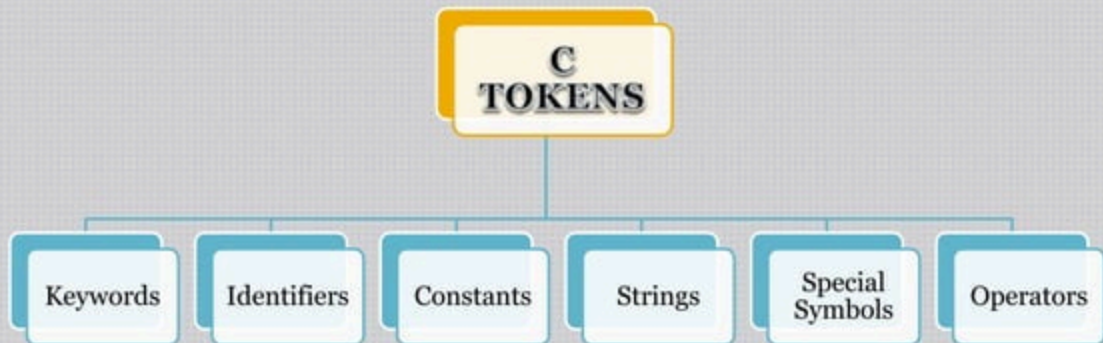 C
TOKENS
Keywords
Identifiers
Constants
Strings
Special
Symbols
Operators